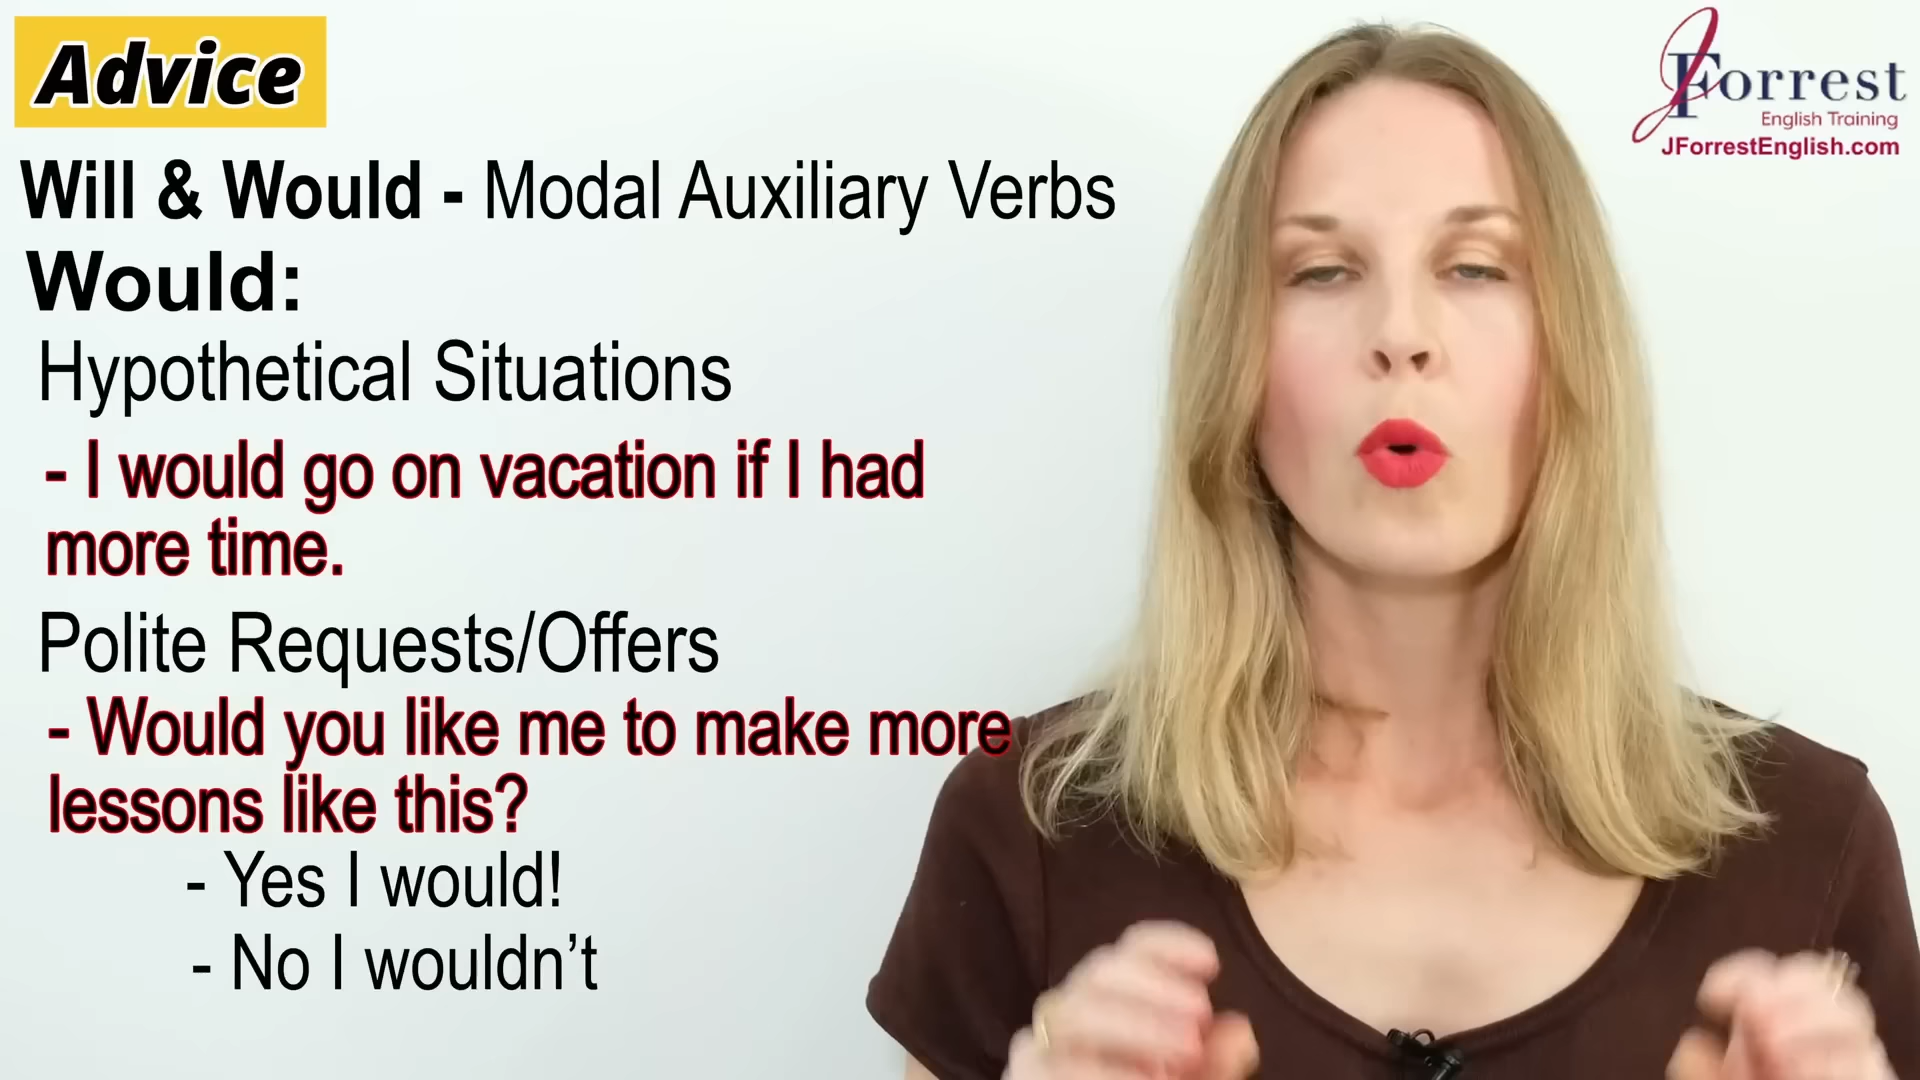 Advice
JForrest
English Training
JForrestEnglish.com
Will & Would - Modal Auxiliary Verbs
Would:
Hypothetical Situations
- I would go on vacation if I had
more time.
Polite Requests/Offers
- Would you like me to make more
lessons like this?
- Yes I would!
- No I wouldn’t